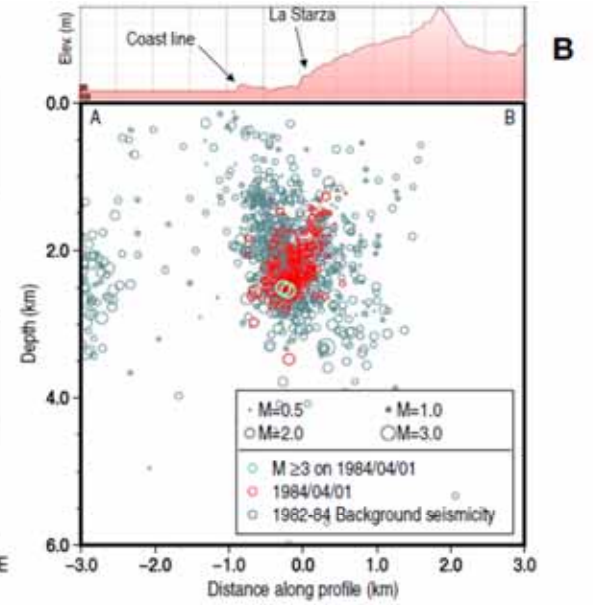 Elev. (m)
Coast line
La Starza
B
0.0
A
B
2.0
4.0
6.0
Depth (km)
M=0.5
M=1.0
M=2.0
M=3.0
M ≥3 on 1984/04/01
1984/04/01
1982-84 Background seismicity
E
-3.0 -2.0 -1.0 0.0 1.0 2.0 3.0
Distance along profile (km)